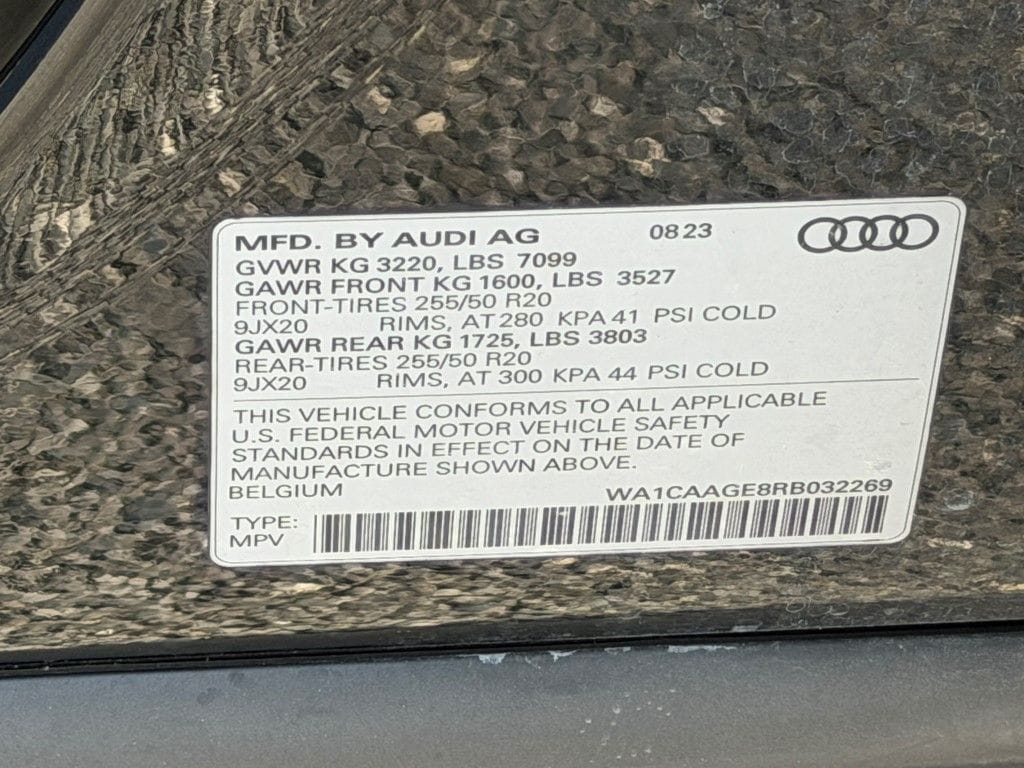 MFD. BY AUDI AG 08 23
GVWR KG 3220, LBS 7099
GAWR FRONT KG 1600, LBS 3527
FRONT-TIRES 255/50 R20
9JX20 RIMS, AT 280 KPA 41 PSI COLD
GAWR REAR KG 1725, LBS 3803
REAR-TIRES 255/50 R20
9JX20 RIMS, AT 300 KPA 44 PSI COLD
THIS VEHICLE CONFORMS TO ALL APPLICABLE
U.S. FEDERAL MOTOR VEHICLE SAFETY
STANDARDS IN EFFECT ON THE DATE OF
MANUFACTURE SHOWN ABOVE.
BELGIUM WA1CAAGE8RB032269
TYPE:
MPV